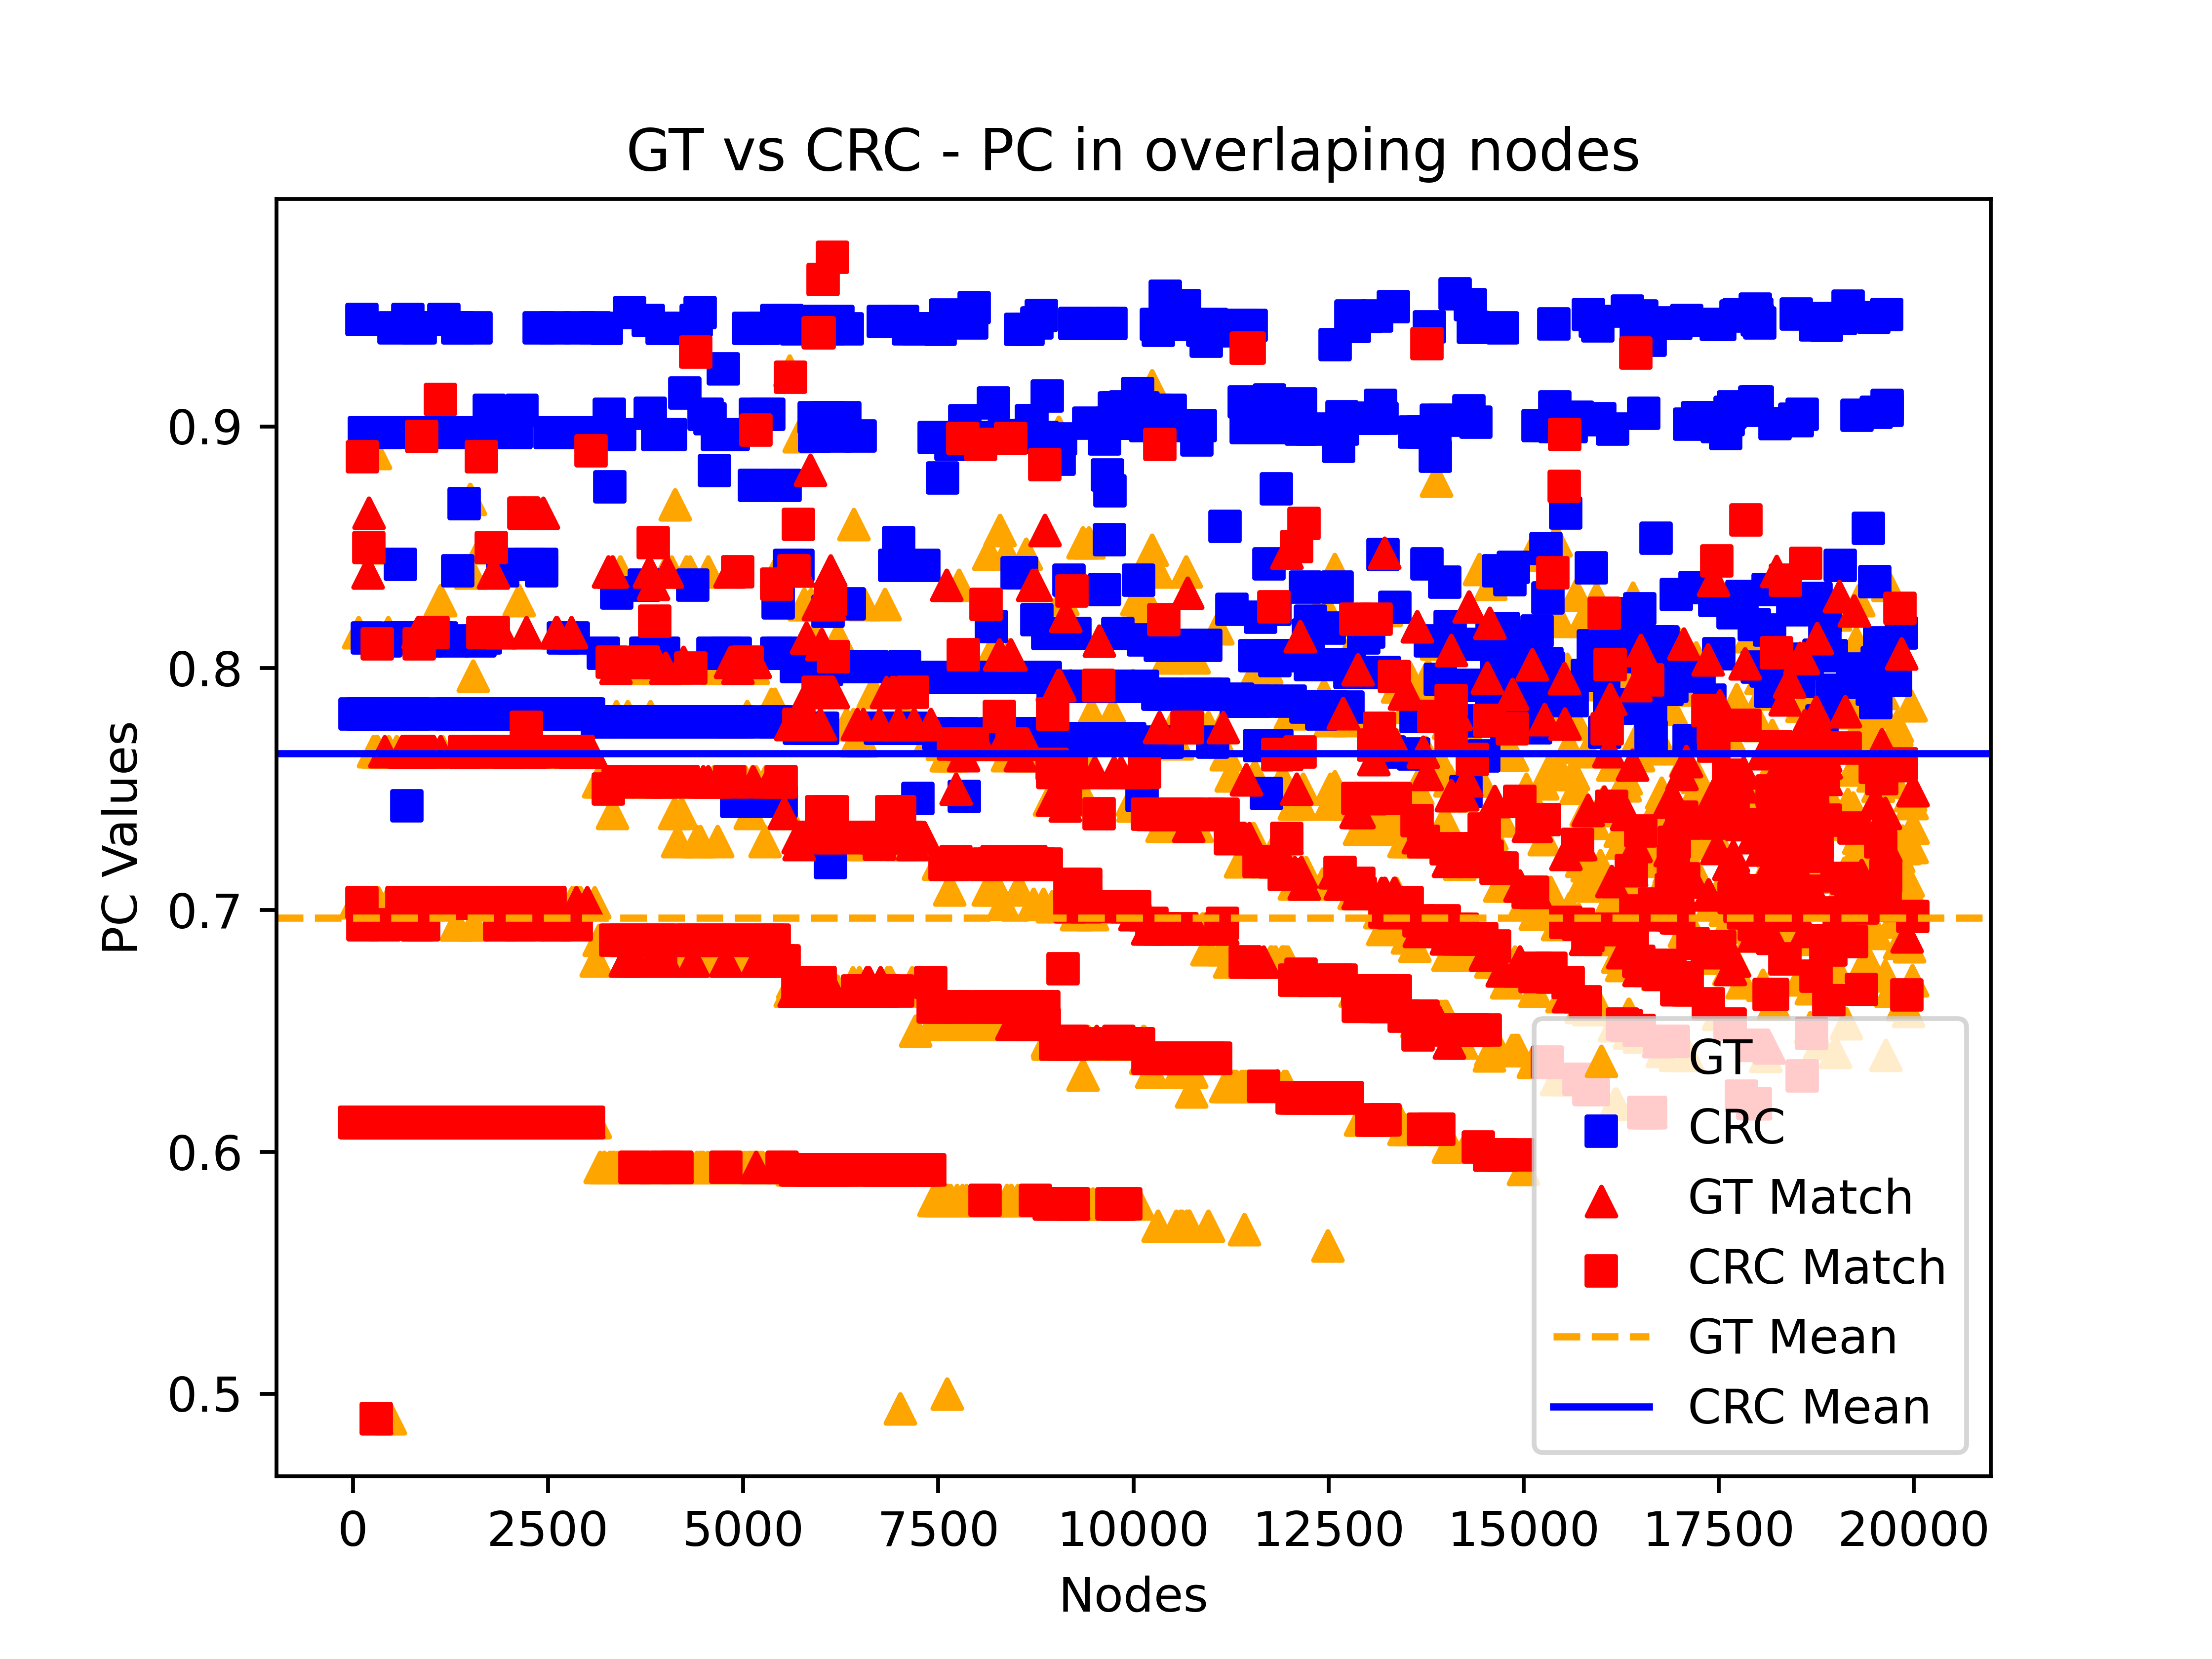 GT vs CRC - PC in overlaping nodes
PC Values
0.9
0.8
0.7
0.6
0.5
GT
CRC
GT Match
CRC Match
GT Mean
CRC Mean
0 2500 5000 7500 10000 12500 15000 17500 20000
Nodes